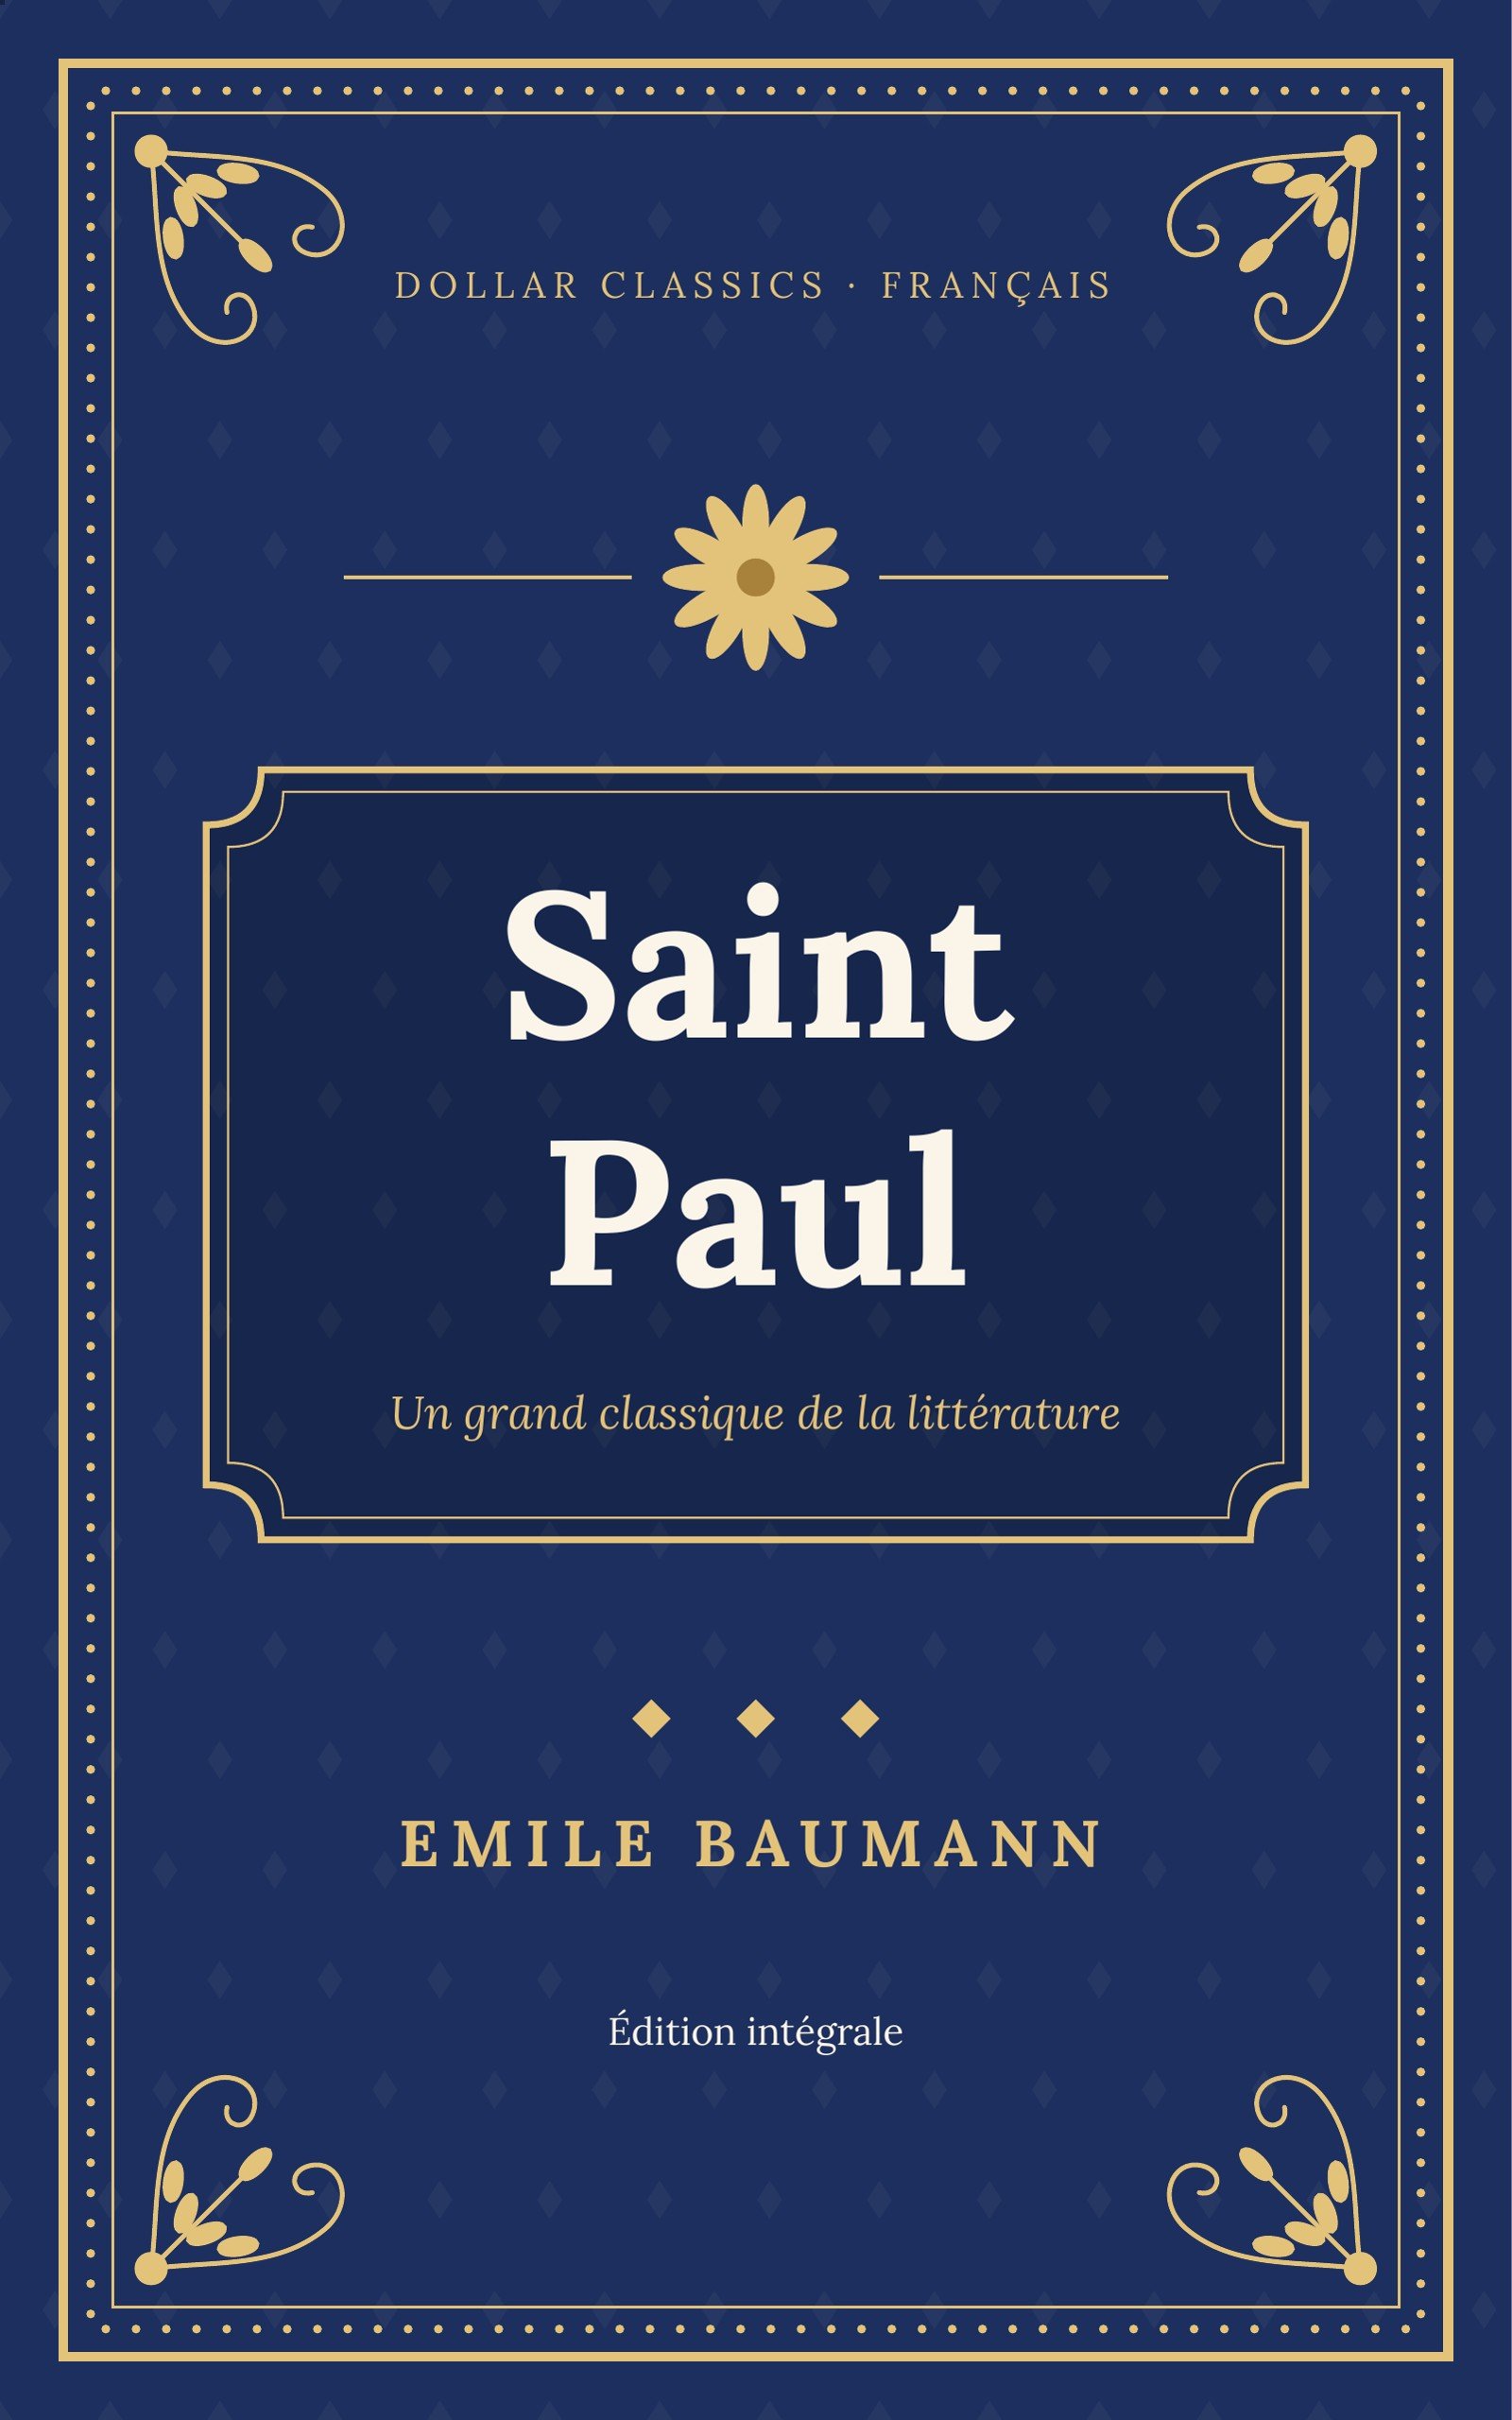 DOLLAR CLASSICS · FRANÇAIS
Saint
Paul
Un grand classique de la littérature
EMILE BAUMANN
Édition intégrale